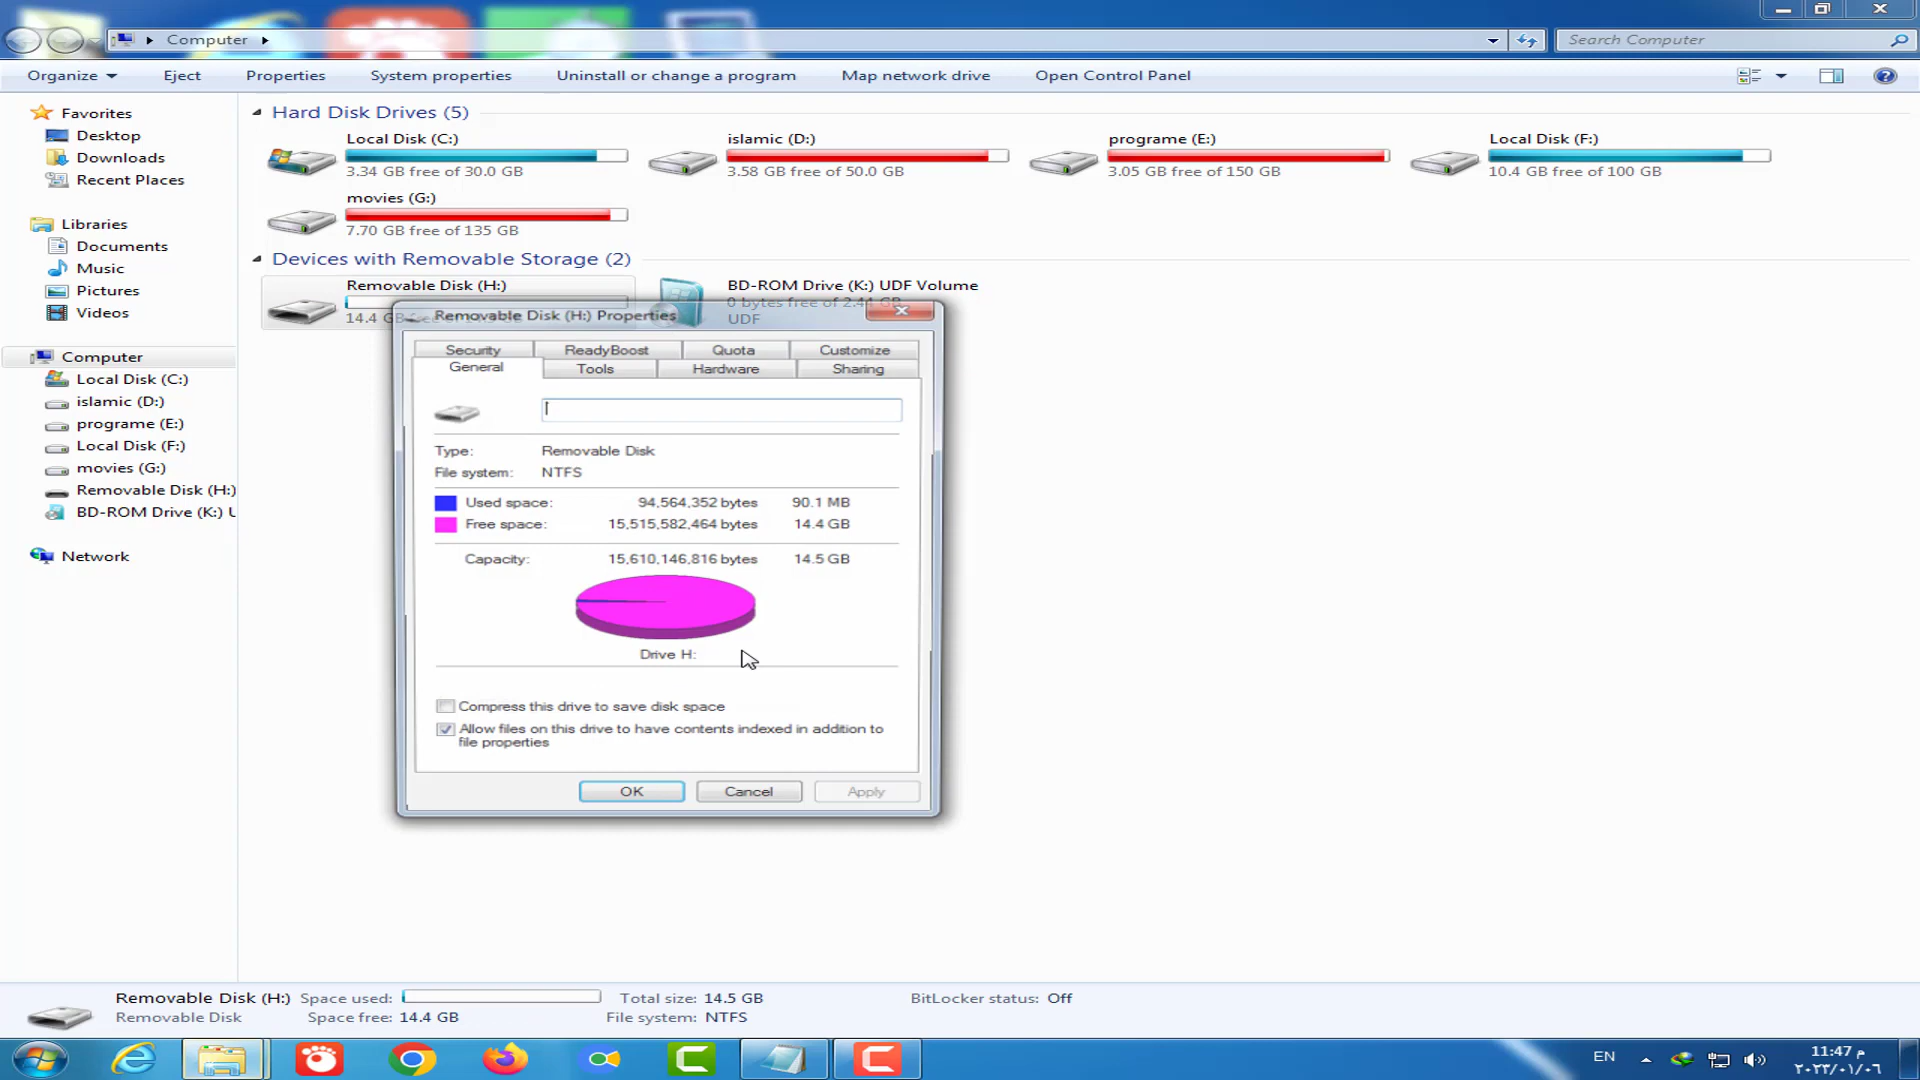 Computer
Search Computer
Organize
Eject
Properties
System properties
Uninstall or change a program
Map network drive
Open Control Panel
Favorites
Desktop
Downloads
Recent Places
Libraries
Documents
Music
Pictures
Videos
Computer
Local Disk (C:)
islamic (D:)
programe (E:)
Local Disk (F:)
movies (G:)
Removable Disk (H:)
BD-ROM Drive (K:) U
Network
Hard Disk Drives (5)
Local Disk (C:)
3.34 GB free of 30.0 GB
islamic (D:)
3.58 GB free of 50.0 GB
programe (E:)
3.05 GB free of 150 GB
Local Disk (F:)
10.4 GB free of 100 GB
movies (G:)
7.70 GB free of 135 GB
Devices with Removable Storage (2)
Removable Disk (H:)
14.4 G
BD-ROM Drive (K:) UDF Volume
0 bytes free of 2.44 GB
UDF
Removable Disk (H:) Properties
Security
ReadyBoost
Quota
Customize
General
Tools
Hardware
Sharing
Type: Removable Disk
File system: NTFS
Used space: 94,564,352 bytes 90.1 MB
Free space: 15,515,582,464 bytes 14.4 GB
Capacity: 15,610,146,816 bytes 14.5 GB
Drive H:
Compress this drive to save disk space
Allow files on this drive to have contents indexed in addition to
file properties
OK
Cancel
Apply
Removable Disk (H:) Space used: Total size: 14.5 GB BitLocker status: Off
Removable Disk Space free: 14.4 GB File system: NTFS
EN
11:47 م
٢٠٢٣/٠١/٠٦